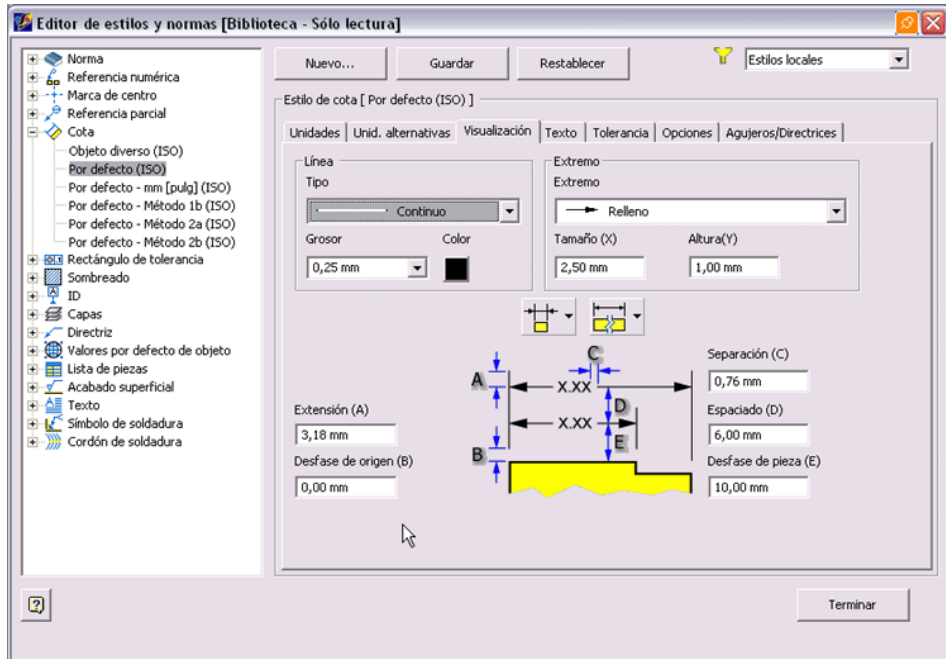 Editor de estilos y normas [Biblioteca - Sólo lectura]
Norma
Referencia numérica
Marca de centro
Referencia parcial
Cota
Objeto diverso (ISO)
Por defecto (ISO)
Por defecto - mm [pulg] (ISO)
Por defecto - Método 1b (ISO)
Por defecto - Método 2a (ISO)
Por defecto - Método 2b (ISO)
Rectángulo de tolerancia
Sombreado
ID
Capas
Directriz
Valores por defecto de objeto
Lista de piezas
Acabado superficial
Texto
Símbolo de soldadura
Cordón de soldadura
Nuevo... Guardar Restablecer Estilos locales
Estilo de cota [ Por defecto (ISO) ]
Unidades Unid. alternativas Visualización Texto Tolerancia Opciones Agujeros/Directrices
Línea
Tipo
Continuo
Grosor Color
0,25 mm
Extremo
Extremo
Relleno
Tamaño (X) Altura(Y)
2,50 mm 1,00 mm
Extensión (A)
3,18 mm
Desfase de origen (B)
0,00 mm
C
A X.XX
D
X.XX
E
B
Separación (C)
0,76 mm
Espaciado (D)
6,00 mm
Desfase de pieza (E)
10,00 mm
Terminar